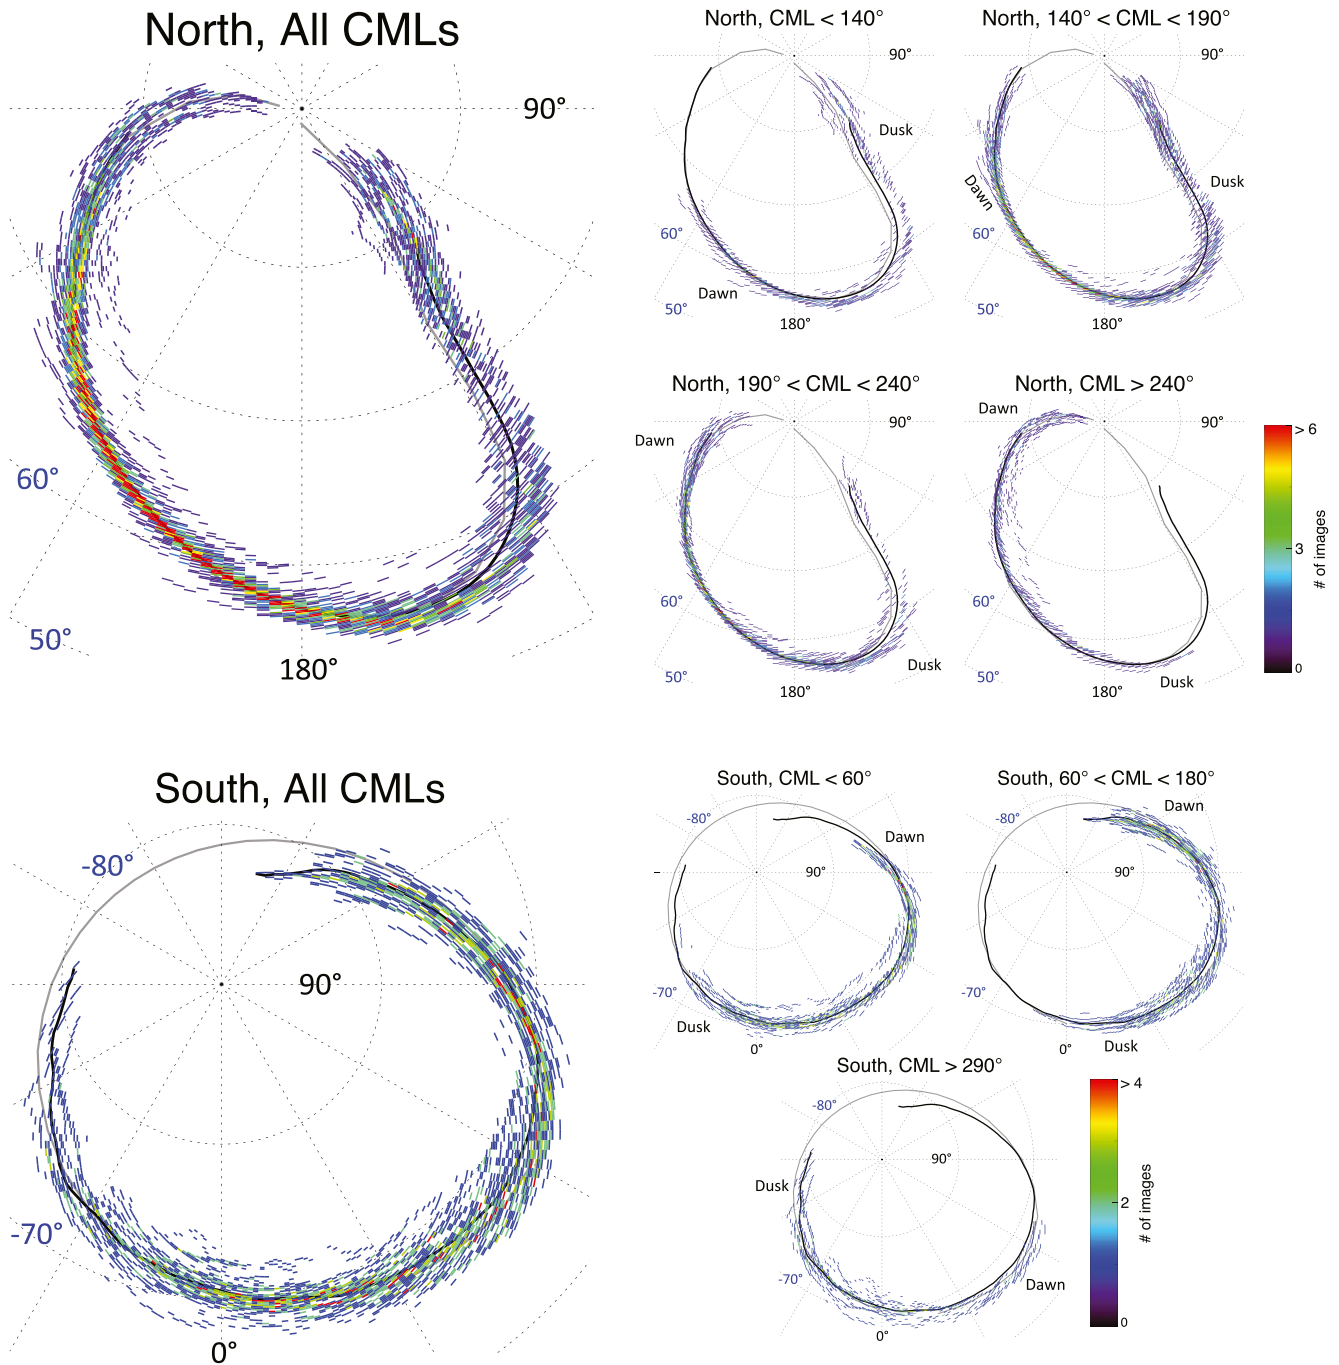 North, All CMLs
90°
60°
50°
180°
North, CML < 140°
90°
Dusk
60°
Dawn
50°
180°
North, 140° < CML < 190°
90°
Dawn
Dusk
60°
50°
180°
North, 190° < CML < 240°
Dawn
90°
60°
50°
Dusk
180°
North, CML > 240°
Dawn
90°
60°
50°
Dusk
180°
> 6
3
0
# of images
South, All CMLs
-80°
90°
-70°
0°
South, CML < 60°
-80°
Dawn
90°
-70°
Dusk
0°
South, 60° < CML < 180°
Dawn
-80°
90°
-70°
Dusk
0°
South, CML > 290°
-80°
90°
Dusk
-70°
Dawn
0°
> 4
2
0
# of images